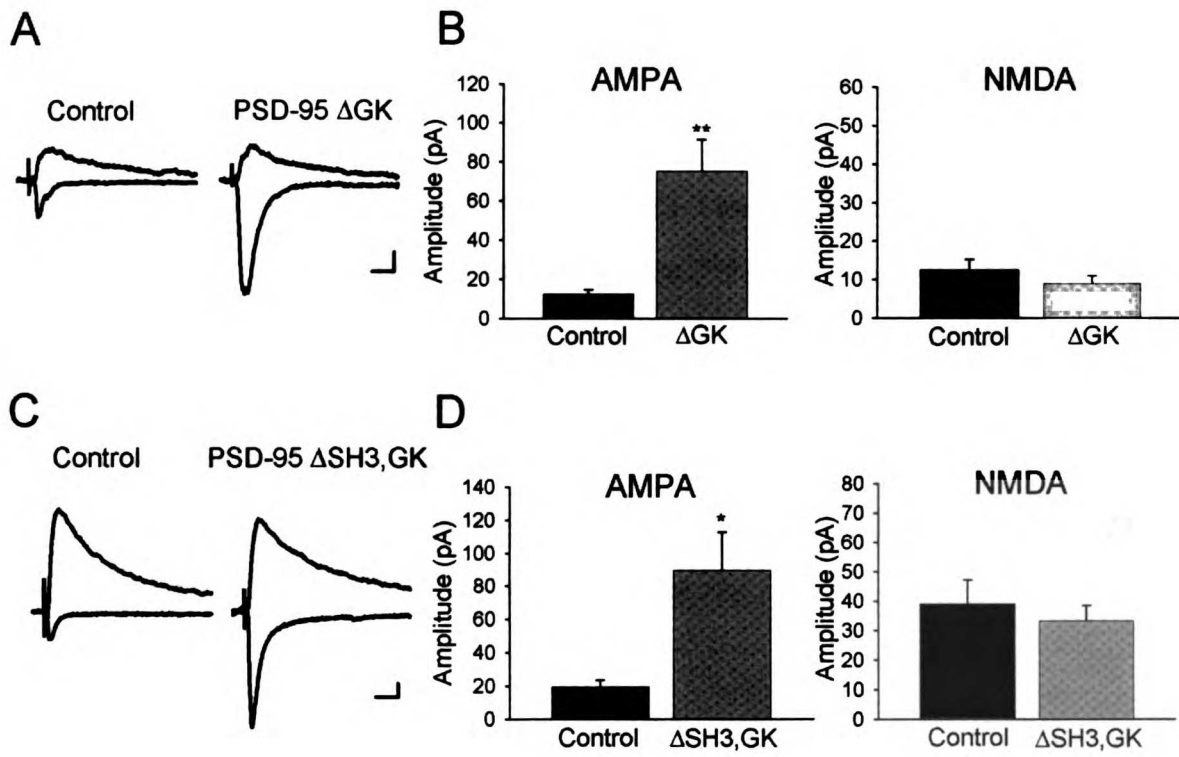 A
Control
PSD-95 ΔGK
B
AMPA
Amplitude (pA)
120
100
80
60
40
20
0
**
Control
ΔGK
NMDA
Amplitude (pA)
60
50
40
30
20
10
0
Control
ΔGK
C
Control
PSD-95 ΔSH3,GK
D
AMPA
Amplitude (pA)
140
120
100
80
60
40
20
0
*
Control
ΔSH3,GK
NMDA
Amplitude (pA)
80
70
60
50
40
30
20
10
0
Control
ΔSH3,GK